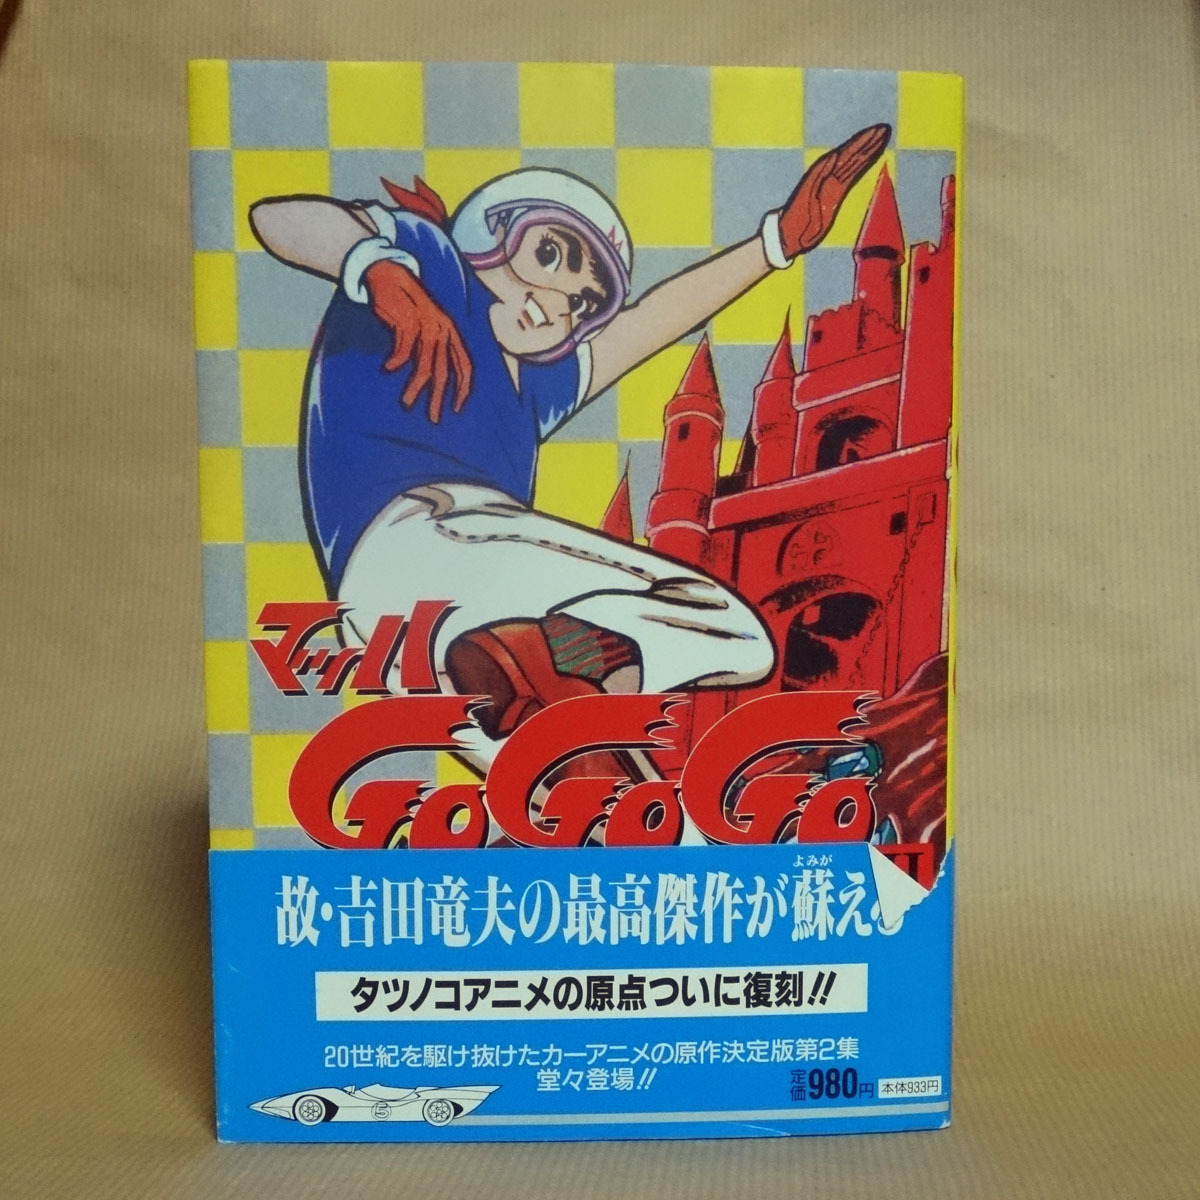 マッハ
GoGoGo
II
よみが
故・吉田竜夫の最高傑作が蘇える
タツノコアニメの原点ついに復刻!!
20世紀を駆け抜けたカーアニメの原作決定版第2集
堂々登場!!
定価980円 本体933円
5
M